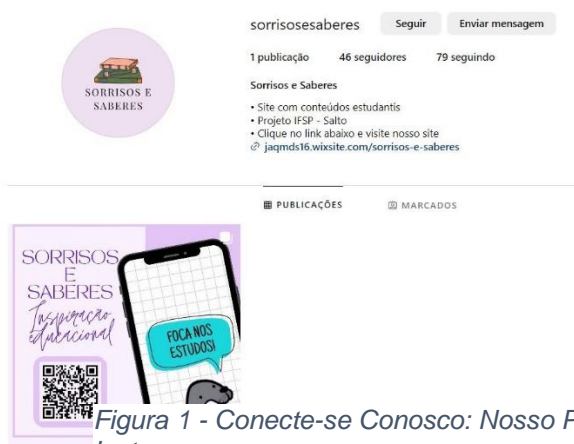 sorrisosesaberes Seguir Enviar mensagem
1 publicação 46 seguidores 79 seguindo
SORRISOS E
SABERES
Sorrisos e Saberes
• Site com conteúdos estudantis
• Projeto IFSP - Salto
• Clique no link abaixo e visite nosso site
jaqmds16.wixsite.com/sorrisos-e-saberes
PUBLICAÇÕES MARCADOS
SORRISOS
E
SABERES
Inspiração
educacional
FOCA NOS
ESTUDOS!
Figura 1 - Conecte-se Conosco: Nosso P